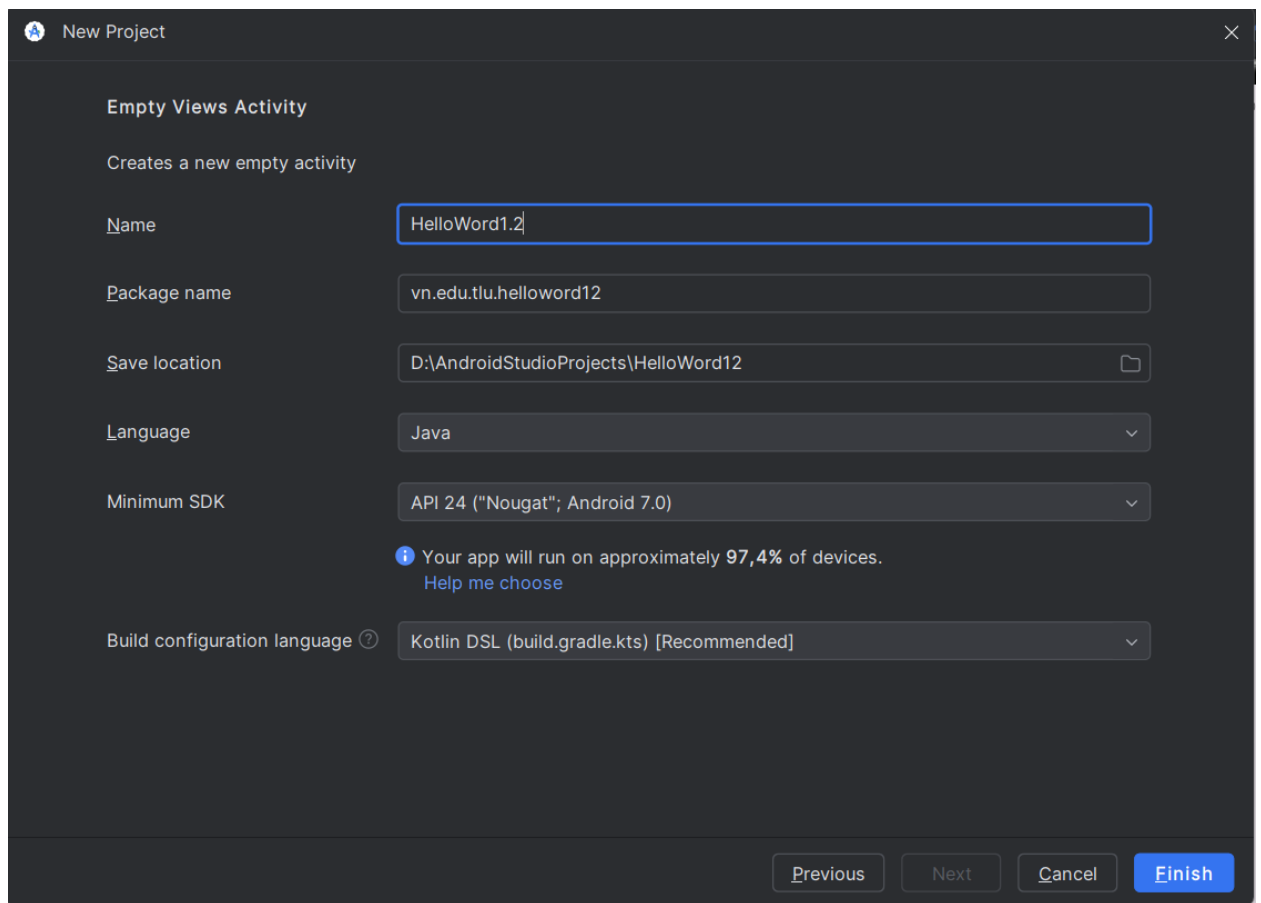 New Project
Empty Views Activity
Creates a new empty activity
Name HelloWord1.2
Package name vn.edu.tlu.helloword12
Save location D:\AndroidStudioProjects\HelloWord12
Language Java
Minimum SDK API 24 ("Nougat"; Android 7.0)
Your app will run on approximately 97,4% of devices.
Help me choose
Build configuration language Kotlin DSL (build.gradle.kts) [Recommended]
Previous Next Cancel Finish